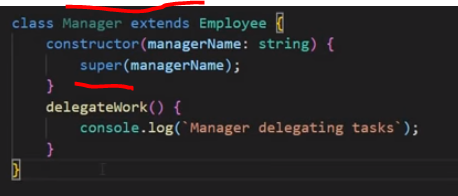 class Manager extends Employee {
constructor(managerName: string) {
super(managerName);
}
delegateWork() {
console.log(`Manager delegating tasks`);
}
}